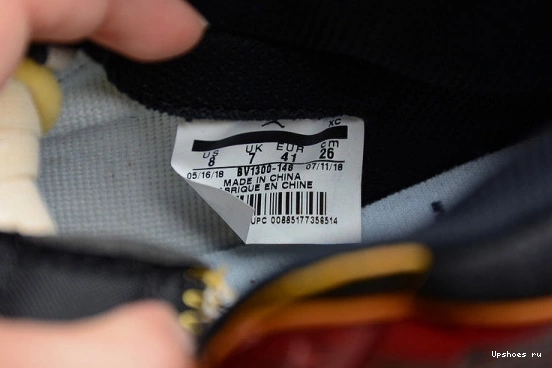 XC
US UK EUR cm
8 7 41 26
BV1300-146
05/16/18 07/11/18
MADE IN CHINA
FABRIQUE EN CHINE
UPC 00885177358514
Upshoes ru